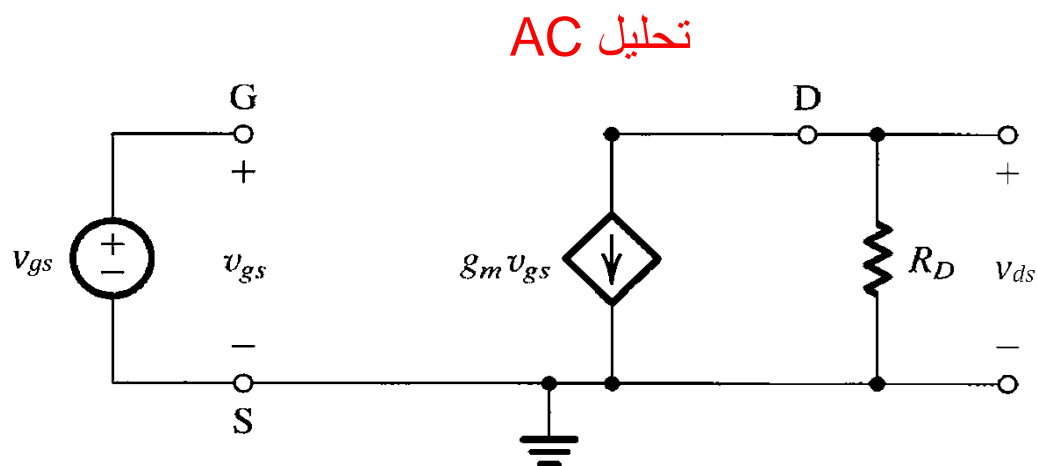 تحليل AC
G
D
+
+
+
−
v_gs
v_gs
g_m v_gs
R_D
v_ds
−
−
S